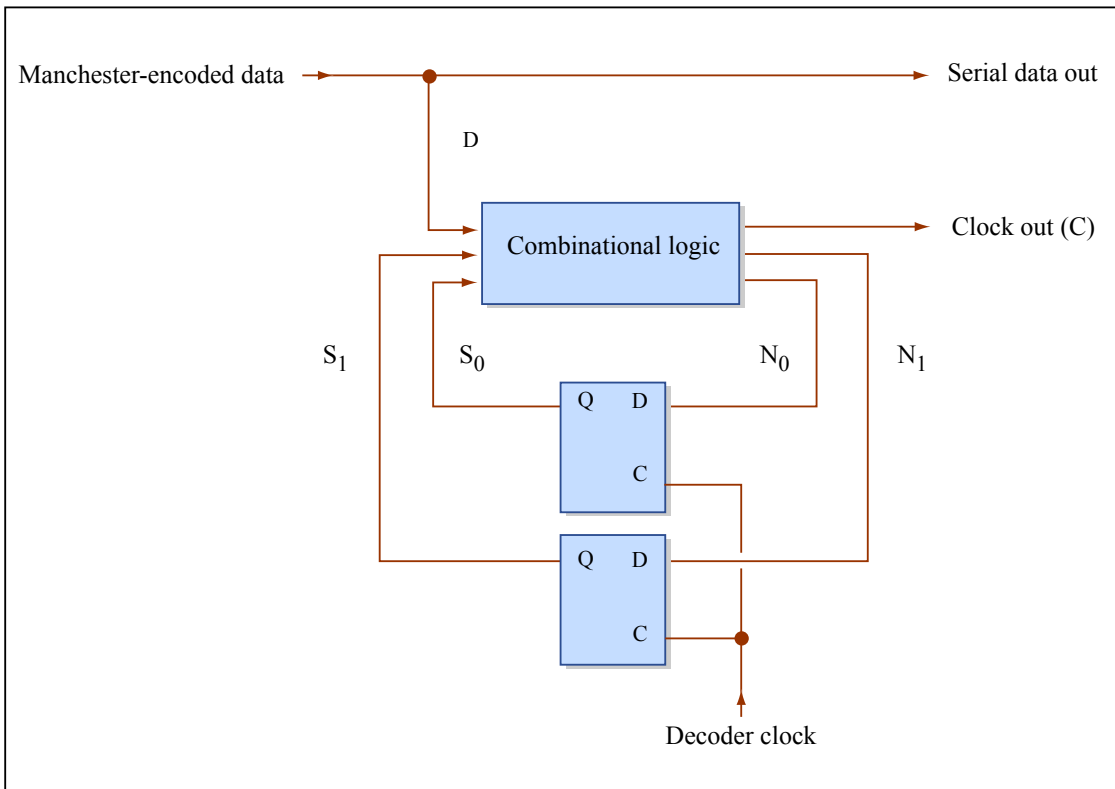 Manchester-encoded data
Serial data out
D
Combinational logic
Clock out (C)
S1
S0
N0
N1
Q D
C
Q D
C
Decoder clock